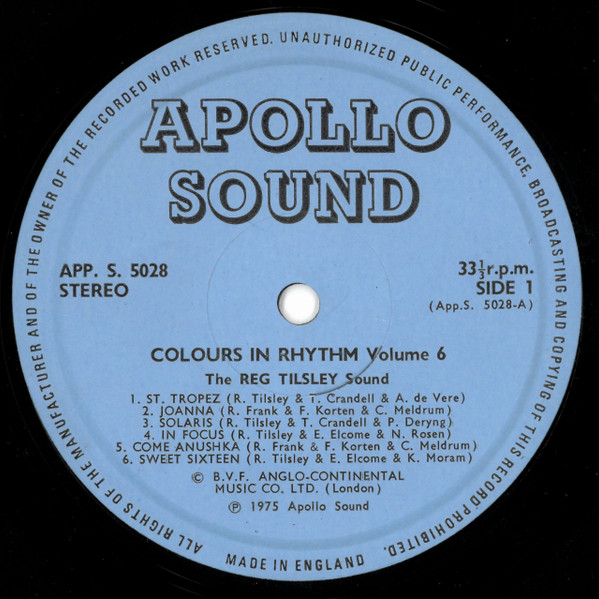 ALL RIGHTS OF THE MANUFACTURER AND OF THE OWNER OF THE RECORDED WORK RESERVED. UNAUTHORIZED PUBLIC PERFORMANCE, BROADCASTING AND COPYING OF THIS RECORD PROHIBITED.
APOLLO
SOUND
APP. S. 5028
STEREO
33⅓r.p.m.
SIDE 1
(App.S. 5028-A)
COLOURS IN RHYTHM Volume 6
The REG TILSLEY Sound
1. ST. TROPEZ (R. Tilsley & T. Crandell & A. de Vere)
2. JOANNA (R. Frank & F. Korten & C. Meldrum)
3. SOLARIS (R. Tilsley & T. Crandell & P. Deryng)
4. IN FOCUS (R. Tilsley & E. Elcome & N. Rosen)
5. COME ANUSHKA (R. Frank & F. Korten & C. Meldrum)
6. SWEET SIXTEEN (R. Tilsley & E. Elcome & K. Moram)
© B.V.F. ANGLO-CONTINENTAL
MUSIC CO. LTD. (London)
℗ 1975 Apollo Sound
MADE IN ENGLAND